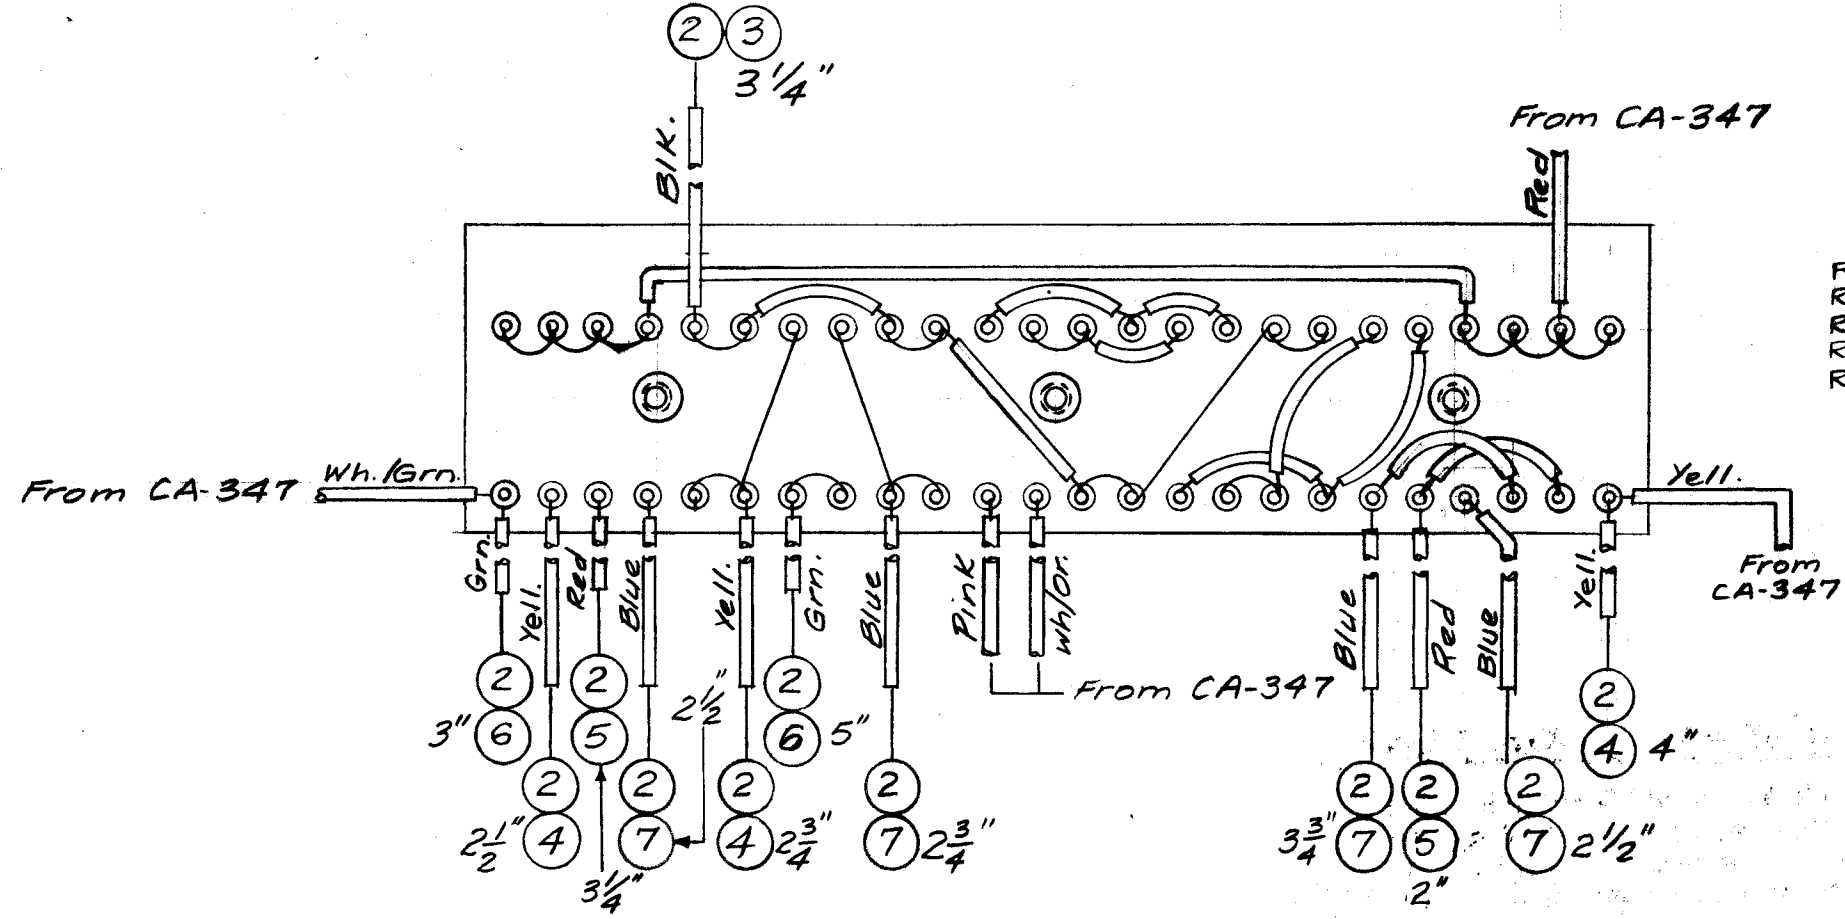 2 3
3 1/4"
Blk.
From CA-347
Red
From CA-347
Wh./Grn.
Yell.
From
CA-347
Grn.
Yell.
Red
Blue
Yell.
Grn.
Blue
Pink
Wh/Or.
From CA-347
Blue
Red
Blue
Yell.
2
6
3"
2
4
2 1/2"
2
5
3 1/4"
2
7
2 1/2"
2
4
2 3/4"
2
6
5"
2
7
2 3/4"
2
7
3 3/4"
2
5
2"
2
7
2 1/2"
2
4
4"
R
R
R
R